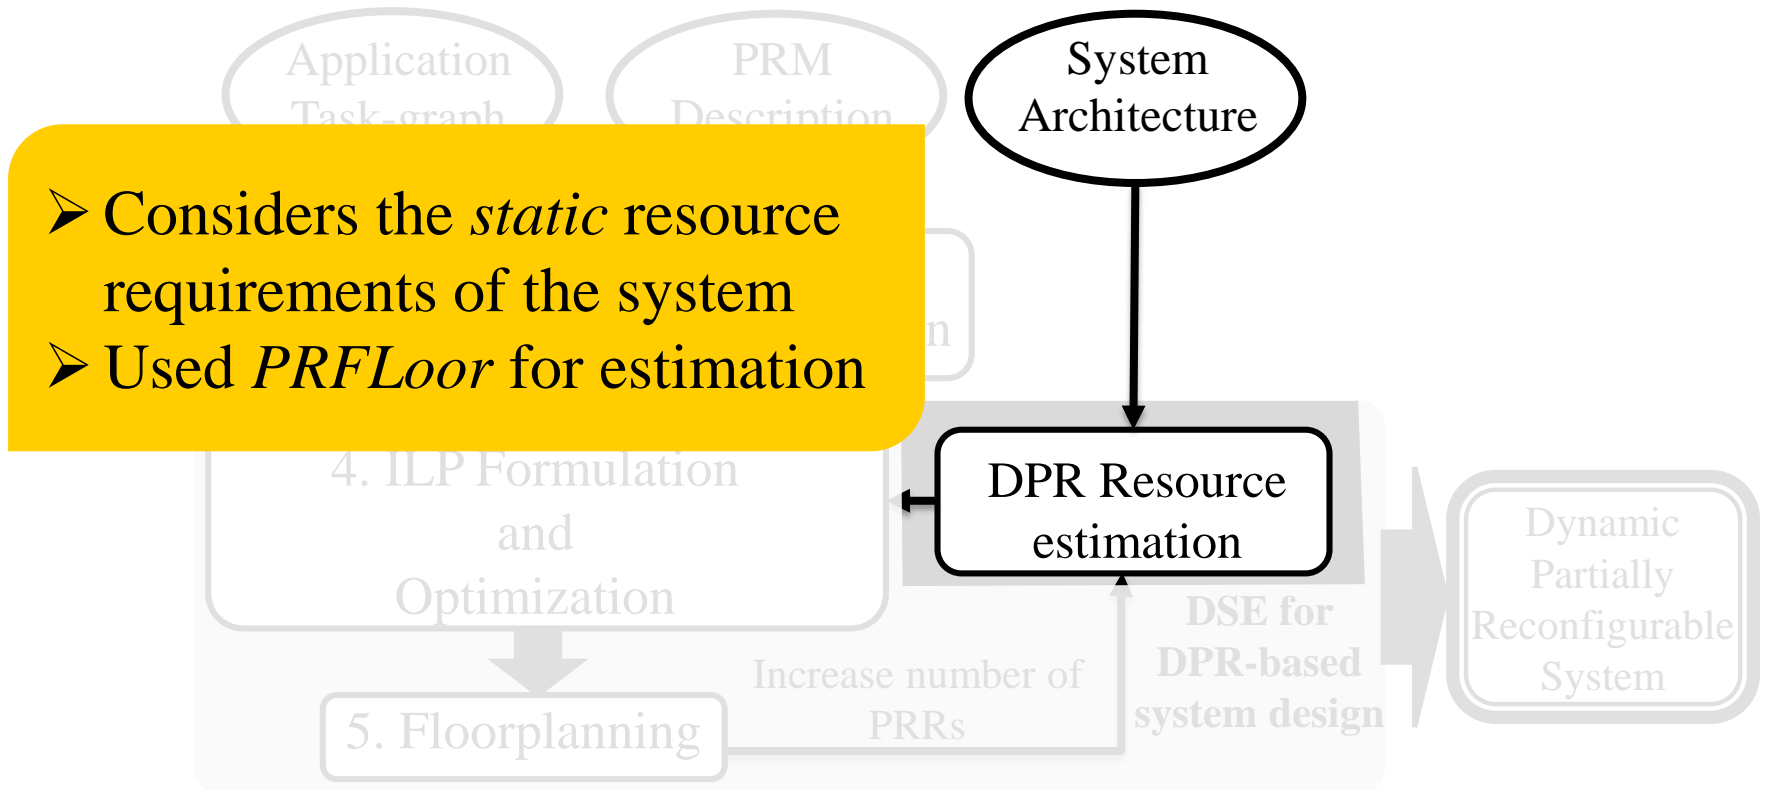 Application
Task-graph
PRM
Description
System
Architecture
➢ Considers the static resource
requirements of the system
➢ Used PRFLoor for estimation
n
4. ILP Formulation
and
Optimization
DPR Resource
estimation
Dynamic
Partially
Reconfigurable
System
DSE for
DPR-based
system design
Increase number of
PRRs
5. Floorplanning